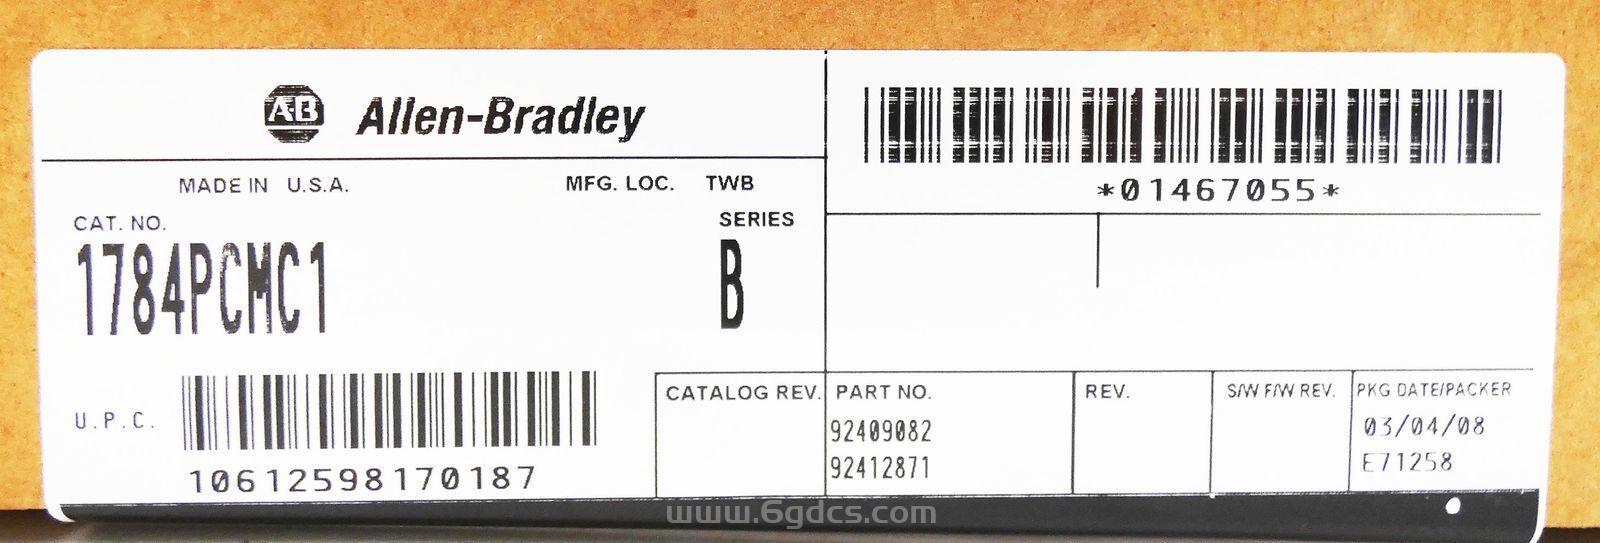 A-B Allen-Bradley
MADE IN U.S.A. MFG. LOC. TWB
CAT. NO. SERIES
1784PCMC1 B
U.P.C.
10612598170187
*01467055*
CATALOG REV. PART NO. REV. S/W F/W REV. PKG DATE/PACKER
92409082 03/04/08
92412871 E71258
www.6gdcs.com